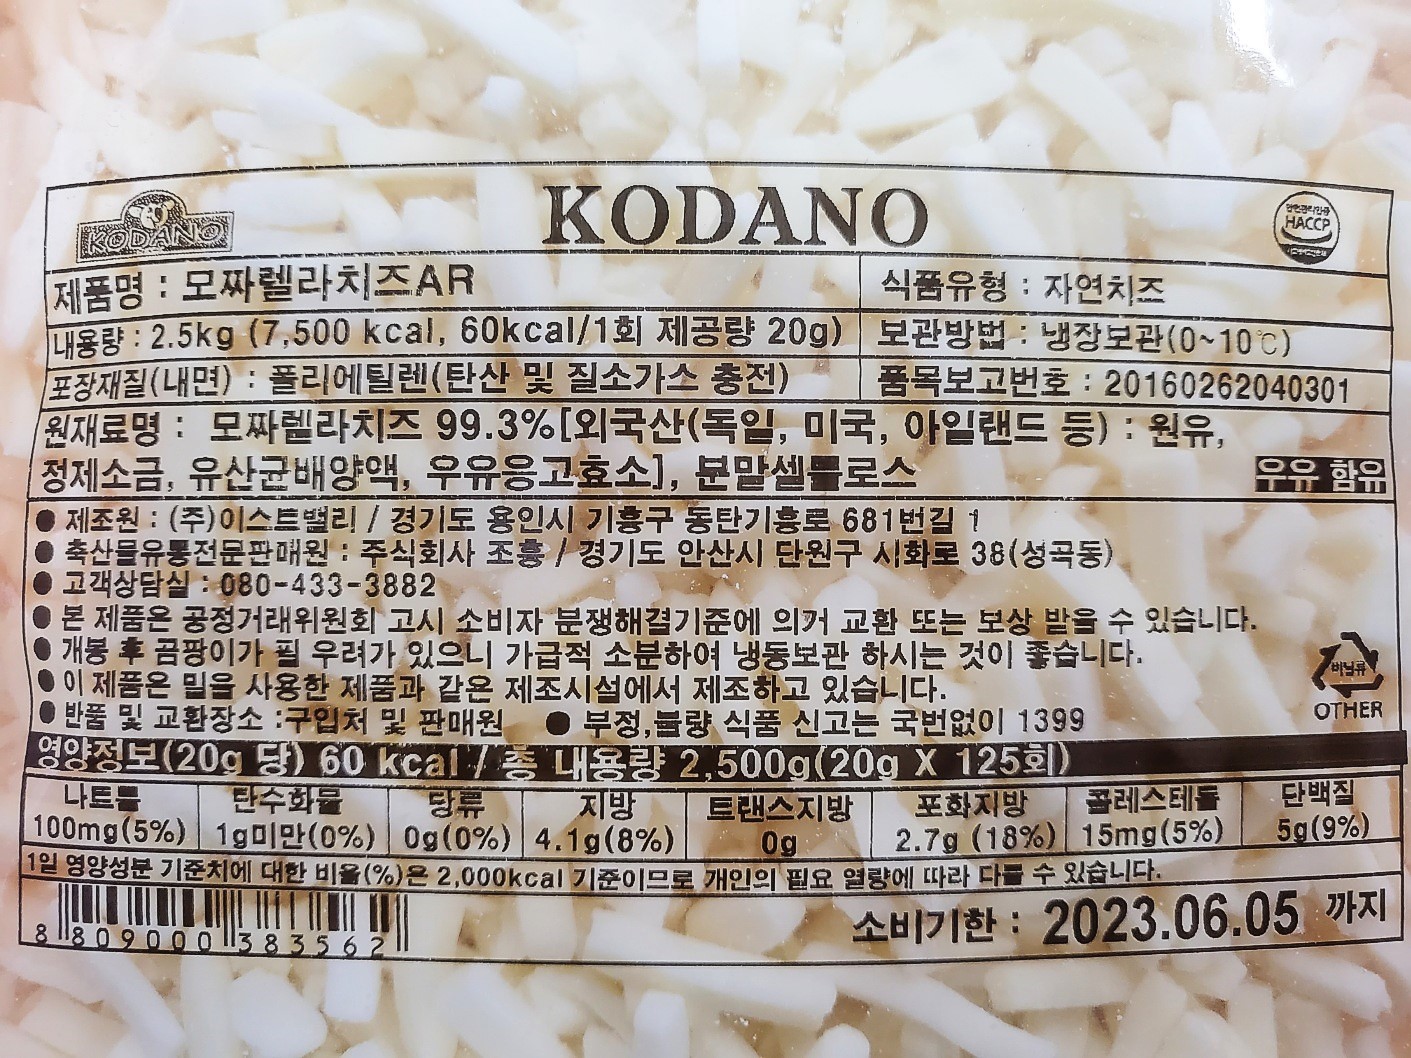 KODANO
KODANO
안전관리인증
HACCP
제품명 : 모짜렐라치즈AR
식품유형 : 자연치즈
내용량 : 2.5kg (7,500 kcal, 60kcal/1회 제공량 20g)
보관방법 : 냉장보관(0~10℃)
포장재질(내면) : 폴리에틸렌(탄산 및 질소가스 충전)
품목보고번호 : 20160262040301
원재료명 : 모짜렐라치즈 99.3%[외국산(독일, 미국, 아일랜드 등) : 원유,
정제소금, 유산균배양액, 우유응고효소], 분말셀룰로스
우유 함유
● 제조원 : (주)이스트밸리 / 경기도 용인시 기흥구 동탄기흥로 681번길 1
● 축산물유통전문판매원 : 주식회사 조흥 / 경기도 안산시 단원구 시화로 38(성곡동)
● 고객상담실 : 080-433-3882
● 본 제품은 공정거래위원회 고시 소비자 분쟁해결기준에 의거 교환 또는 보상 받을 수 있습니다.
● 개봉 후 곰팡이가 필 우려가 있으니 가급적 소분하여 냉동보관 하시는 것이 좋습니다.
● 이 제품은 밀을 사용한 제품과 같은 제조시설에서 제조하고 있습니다.
● 반품 및 교환장소 :구입처 및 판매원 ● 부정,불량 식품 신고는 국번없이 1399
비닐류
OTHER
영양정보(20g 당) 60 kcal / 총 내용량 2,500g(20g X 125회)
나트륨 탄수화물 당류 지방 트랜스지방 포화지방 콜레스테롤 단백질
100mg(5%) 1g미만(0%) 0g(0%) 4.1g(8%) 0g 2.7g (18%) 15mg(5%) 5g(9%)
1일 영양성분 기준치에 대한 비율(%)은 2,000kcal 기준이므로 개인의 필요 열량에 따라 다를 수 있습니다.
8 809000 383562
소비기한 : 2023.06.05 까지